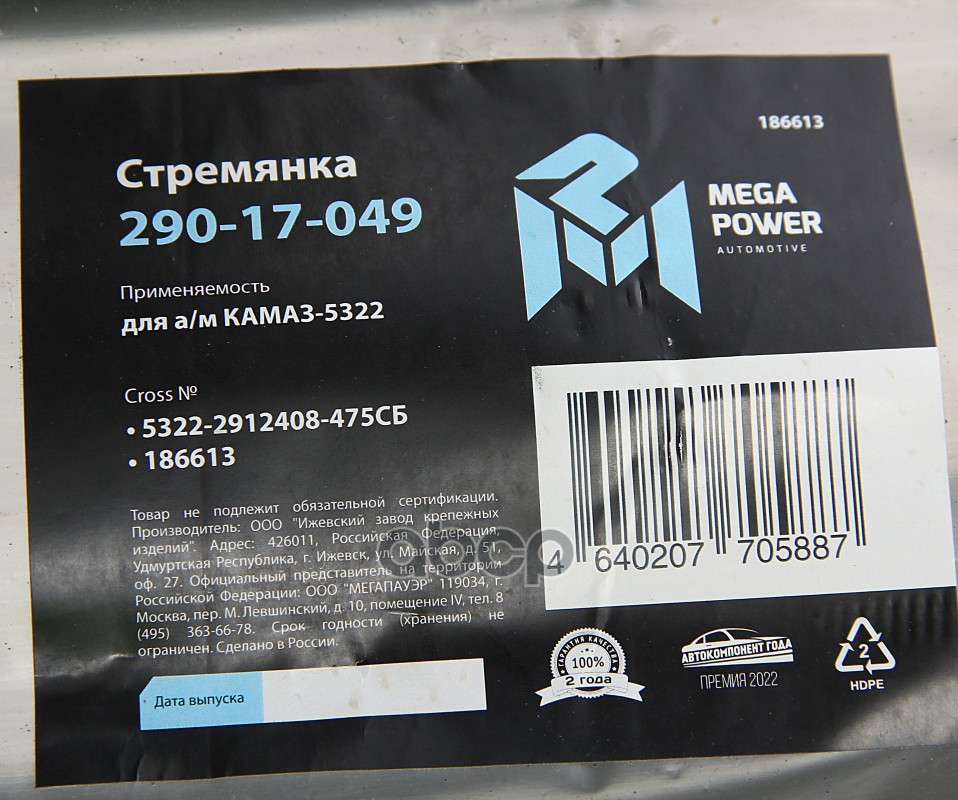 186613
Стремянка
290-17-049
MEGA
POWER
AUTOMOTIVE
Применяемость
для а/м КАМАЗ-5322
Cross №
• 5322-2912408-475СБ
• 186613
Товар не подлежит обязательной сертификации.
Производитель: ООО "Ижевский завод крепежных
изделий". Адрес: 426011, Российская Федерация,
Удмуртская Республика, г. Ижевск, ул. Майская, д. 51,
оф. 27. Официальный представитель на территории
Российской Федерации: ООО "МЕГАПАУЭР" 119034, г.
Москва, пер. М. Левшинский, д. 10, помещение IV, тел. 8
(495) 363-66-78. Срок годности (хранения) не
ограничен. Сделано в России.
4 640207 705887
Дата выпуска
ГАРАНТИЯ КАЧЕСТВА
100%
2 года
АВТОКОМПОНЕНТ ГОДА
ПРЕМИЯ 2022
2
HDPE